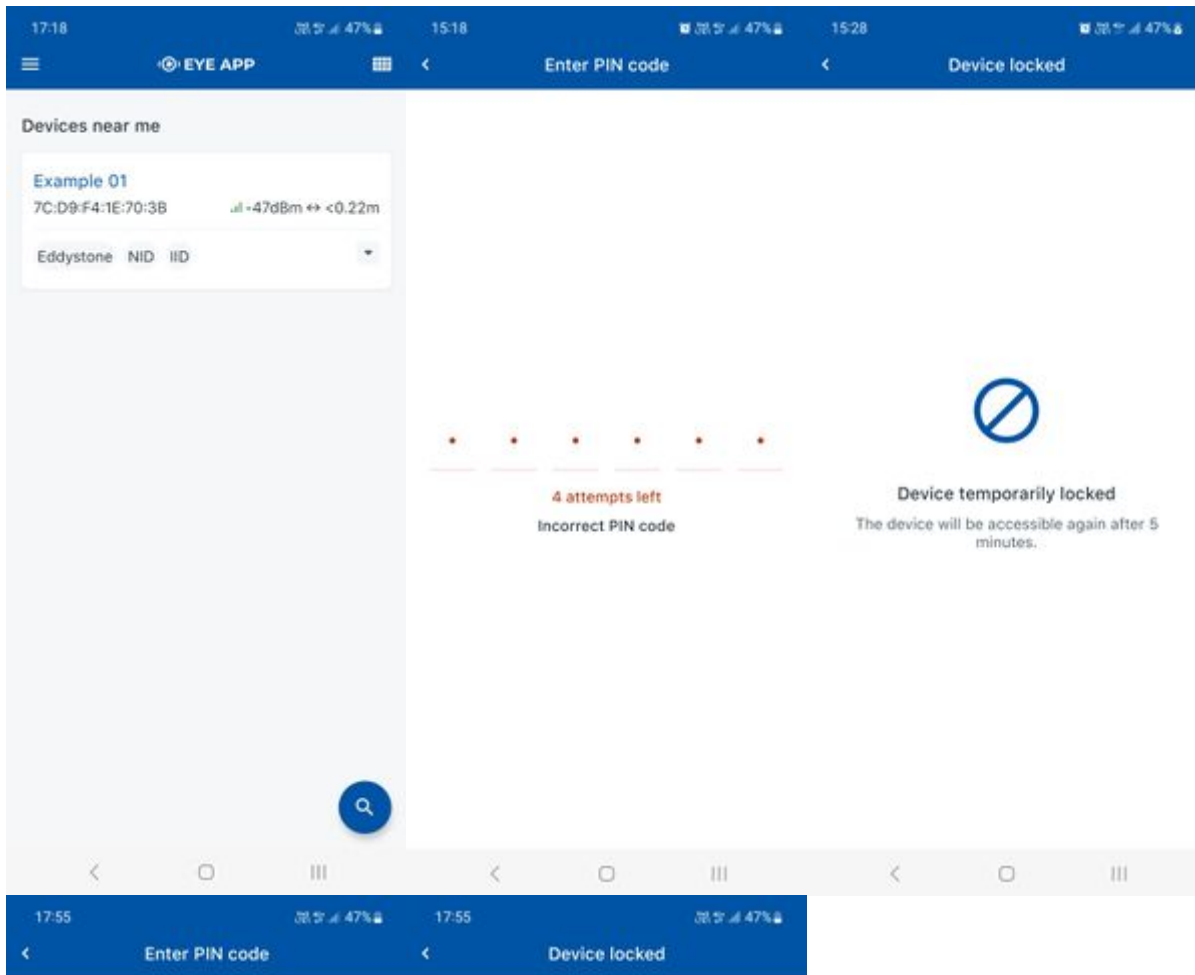 17:18
47%
EYE APP
Devices near me
Example 01
7C:D9:F4:1E:70:3B
-47dBm ↔ <0.22m
Eddystone NID IID
15:18
47%
Enter PIN code
4 attempts left
Incorrect PIN code
15:28
47%
Device locked
Device temporarily locked
The device will be accessible again after 5
minutes.
17:55
47%
Enter PIN code
17:55
47%
Device locked